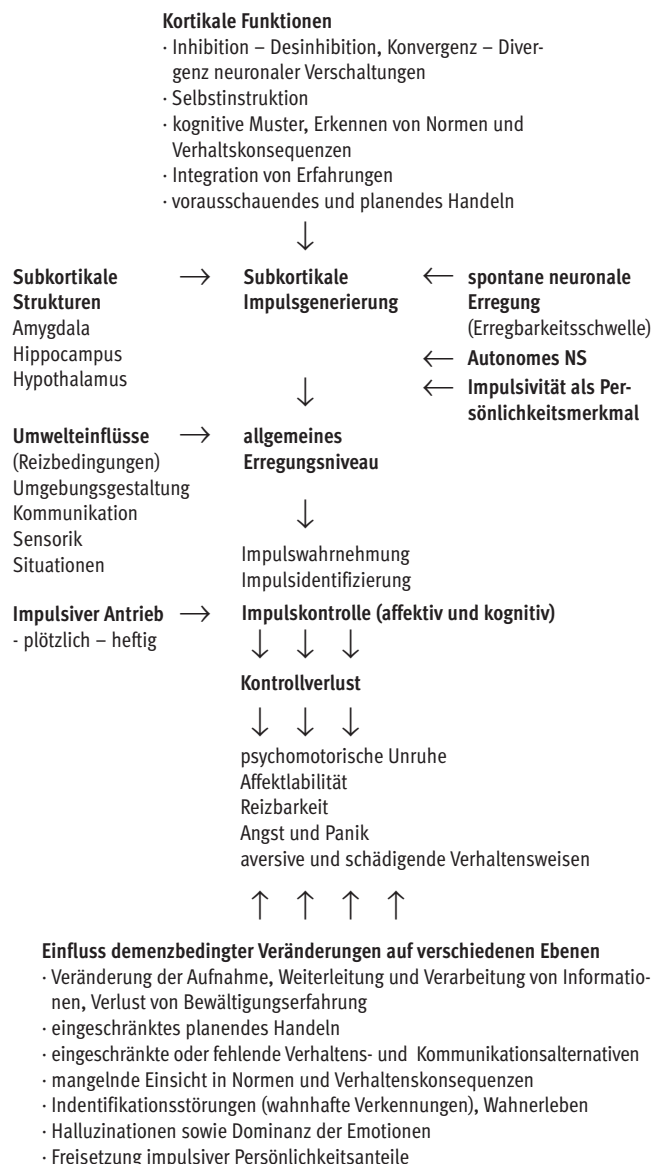 Kortikale Funktionen
· Inhibition – Desinhibition, Konvergenz – Diver-
genz neuronaler Verschaltungen
· Selbstinstruktion
· kognitive Muster, Erkennen von Normen und
Verhaltskonsequenzen
· Integration von Erfahrungen
· vorausschauendes und planendes Handeln
↓
Subkortikale → Subkortikale ← spontane neuronale
Strukturen Impulsgenerierung Erregung
Amygdala (Erregbarkeitsschwelle)
Hippocampus ← Autonomes NS
Hypothalamus ↓ ← Impulsivität als Per-
sönlichkeitsmerkmal
Umwelteinflüsse → allgemeines
(Reizbedingungen) Erregungsniveau
Umgebungsgestaltung
Kommunikation ↓
Sensorik Impulswahrnehmung
Situationen Impulsidentifizierung
Impulsiver Antrieb → Impulskontrolle (affektiv und kognitiv)
- plötzlich – heftig ↓ ↓ ↓
Kontrollverlust
↓ ↓ ↓
psychomotorische Unruhe
Affektlabilität
Reizbarkeit
Angst und Panik
aversive und schädigende Verhaltensweisen
↑ ↑ ↑ ↑
Einfluss demenzbedingter Veränderungen auf verschiedenen Ebenen
· Veränderung der Aufnahme, Weiterleitung und Verarbeitung von Informatio-
nen, Verlust von Bewältigungserfahrung
· eingeschränktes planendes Handeln
· eingeschränkte oder fehlende Verhaltens- und Kommunikationsalternativen
· mangelnde Einsicht in Normen und Verhaltenskonsequenzen
· Indentifikationsstörungen (wahnhafte Verkennungen), Wahnerleben
· Halluzinationen sowie Dominanz der Emotionen
· Freisetzung impulsiver Persönlichkeitsanteile